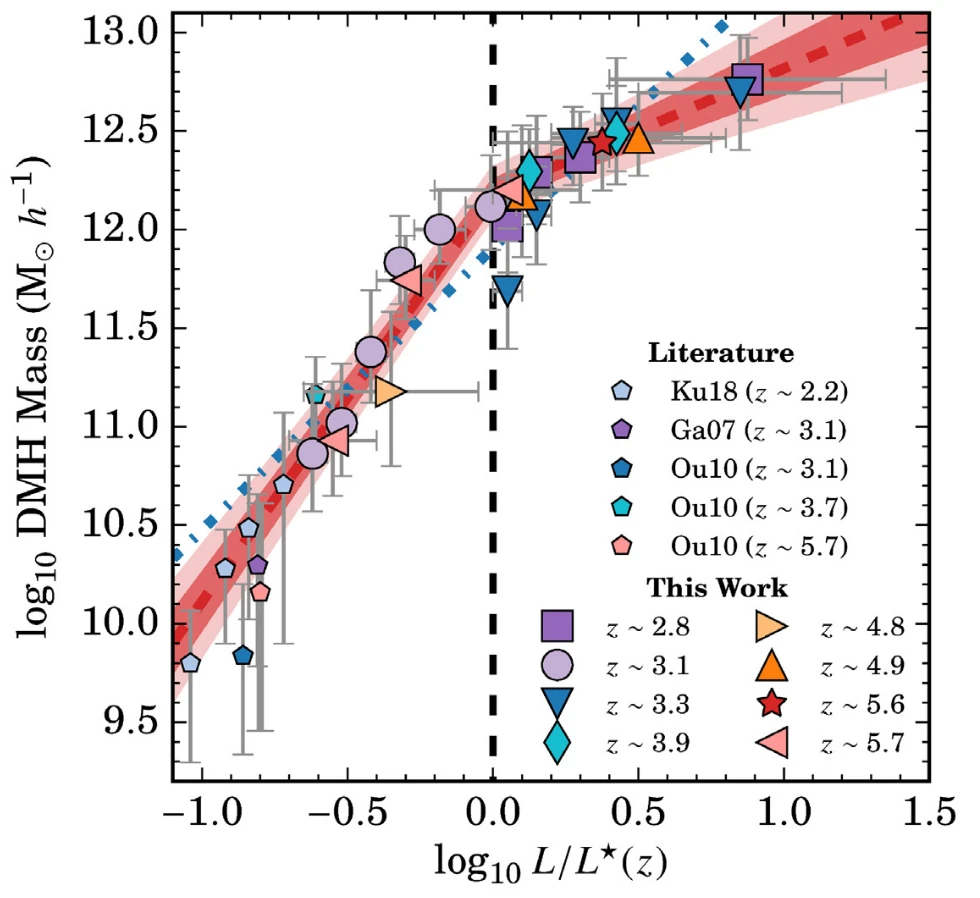 log₁₀ DMH Mass (M⊙ h⁻¹)
13.0
12.5
12.0
11.5
11.0
10.5
10.0
9.5
Literature
Ku18 (z ~ 2.2)
Ga07 (z ~ 3.1)
Ou10 (z ~ 3.1)
Ou10 (z ~ 3.7)
Ou10 (z ~ 5.7)
This Work
z ~ 2.8
z ~ 3.1
z ~ 3.3
z ~ 3.9
z ~ 4.8
z ~ 4.9
z ~ 5.6
z ~ 5.7
−1.0 −0.5 0.0 0.5 1.0 1.5
log₁₀ L/L★(z)